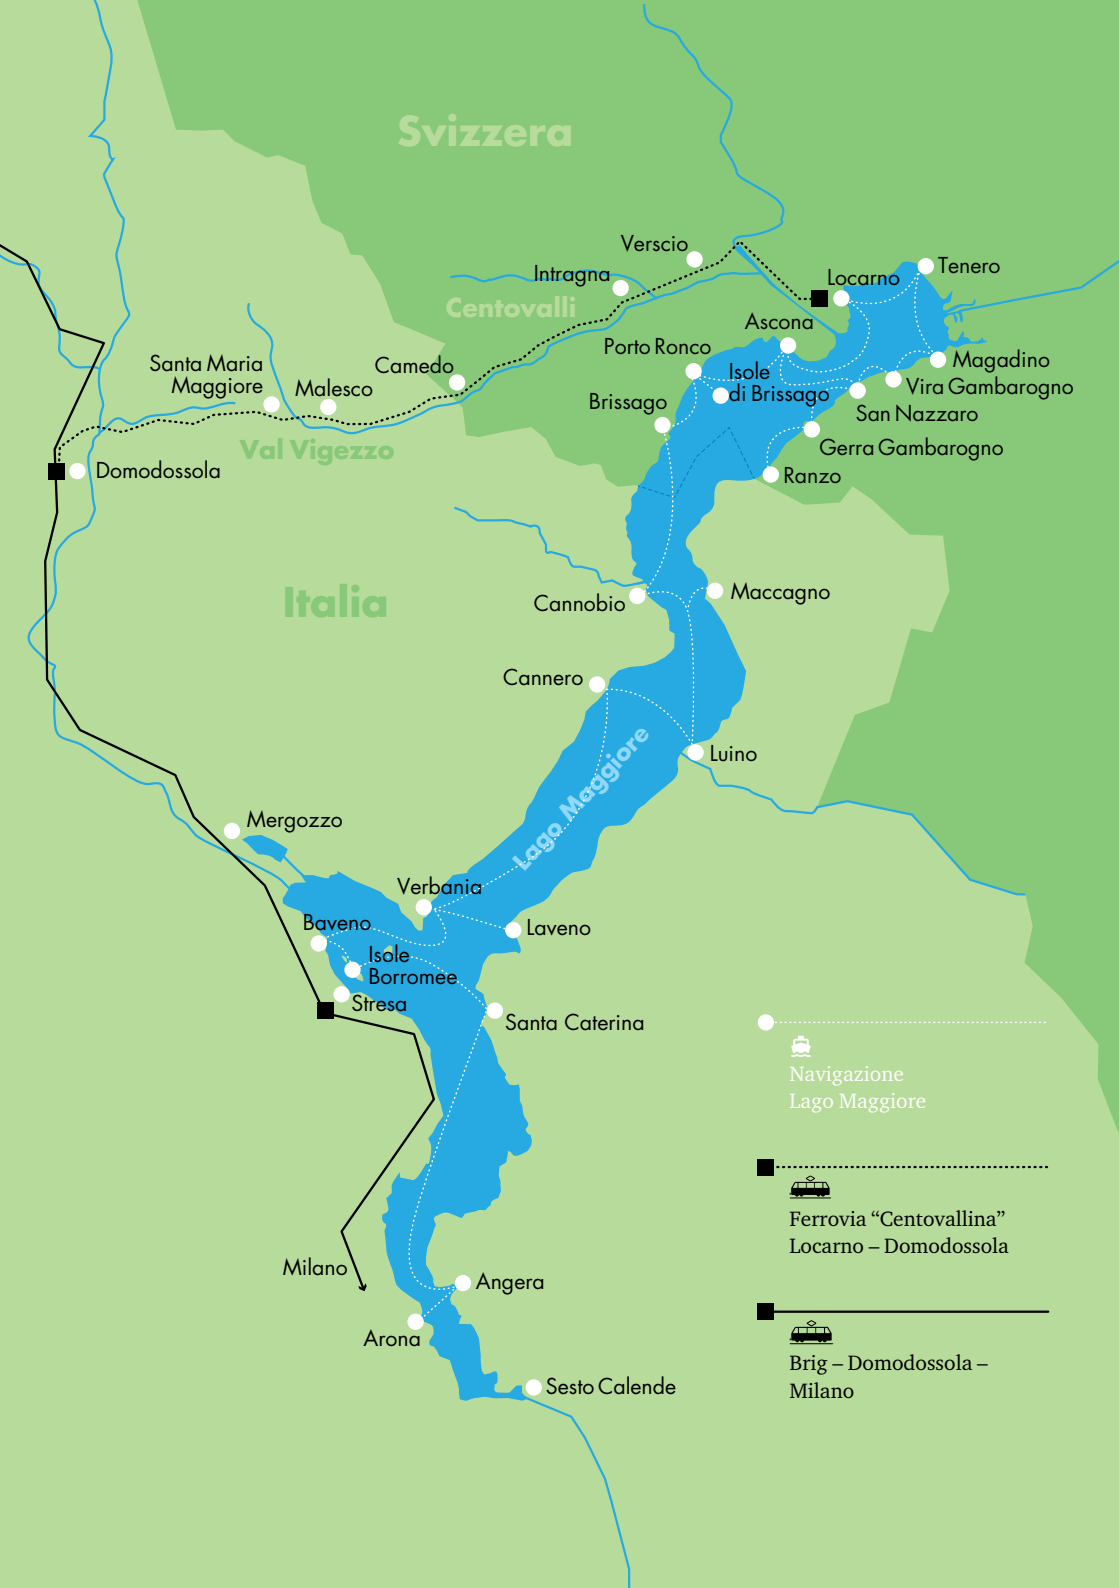 Svizzera
Verscio
Intragna
Locarno
Tenero
Centovalli
Ascona
Porto Ronco
Santa Maria
Maggiore
Malesco
Camedo
Isole
di Brissago
Magadino
Vira Gambarogno
Brissago
San Nazzaro
Val Vigezzo
Gerra Gambarogno
Domodossola
Ranzo
Italia
Cannobio
Maccagno
Cannero
Lago Maggiore
Luino
Mergozzo
Verbania
Baveno
Laveno
Isole
Borromee
Stresa
Santa Caterina
Navigazione
Lago Maggiore
Ferrovia “Centovallina”
Locarno – Domodossola
Milano
Angera
Arona
Brig – Domodossola –
Milano
Sesto Calende